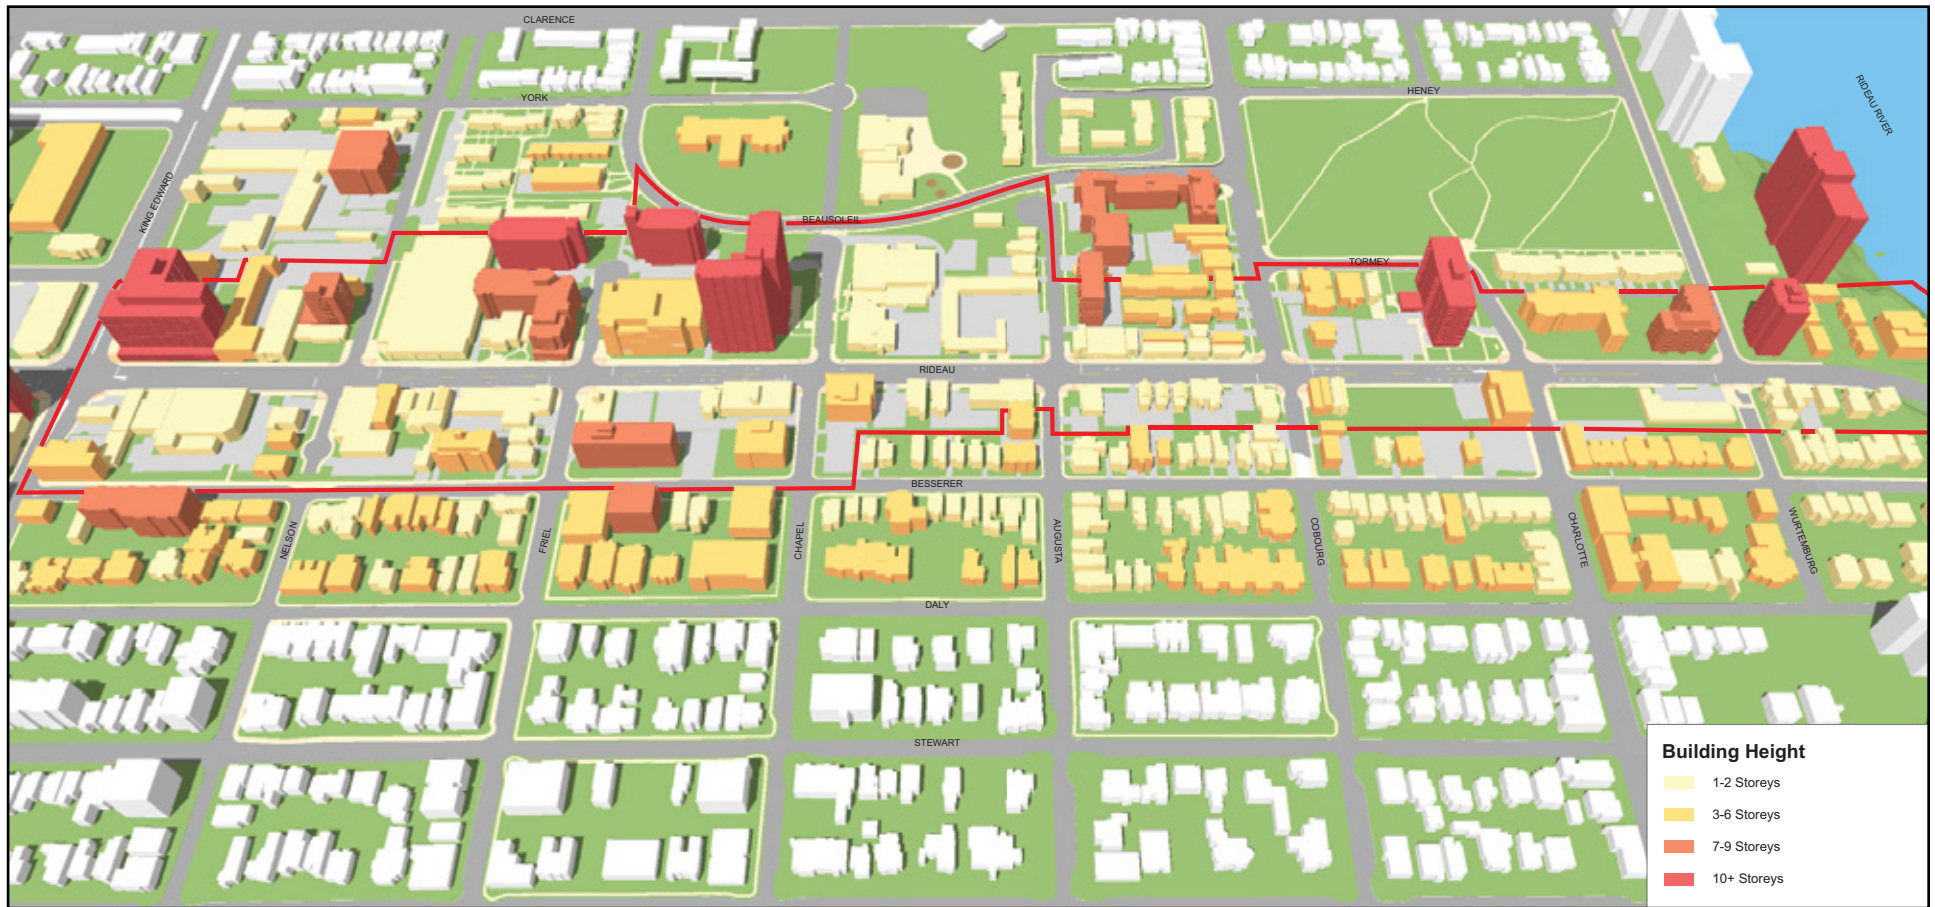 CLARENCE
YORK
HENEY
RIDEAU RIVER
KING EDWARD
BEAUSOLEIL
TORMEY
RIDEAU
BESSERER
NELSON
FRIEL
CHAPEL
AUGUSTA
COBOURG
CHARLOTTE
WURTEMBURG
DALY
STEWART
Building Height
1-2 Storeys
3-6 Storeys
7-9 Storeys
10+ Storeys